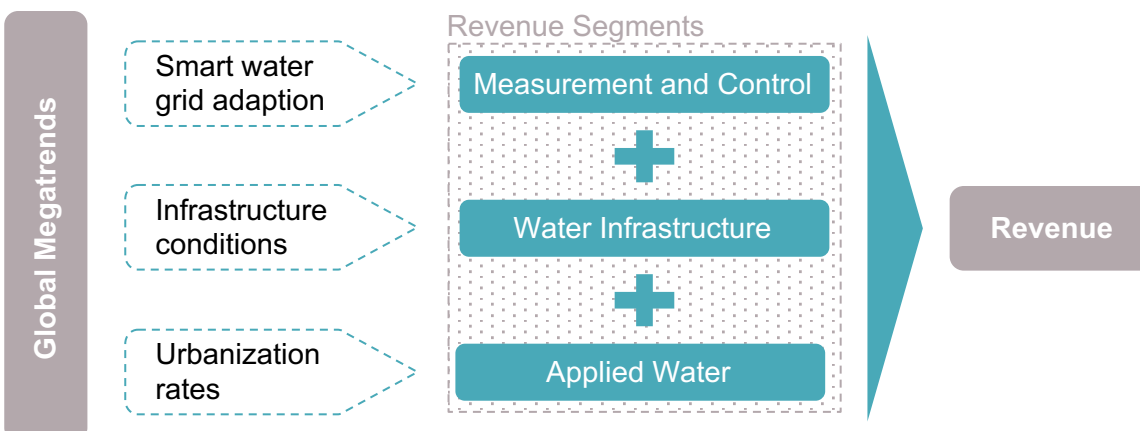 Global Megatrends
Revenue Segments
Smart water
grid adaption
Measurement and Control
Infrastructure
conditions
Water Infrastructure
Revenue
Urbanization
rates
Applied Water